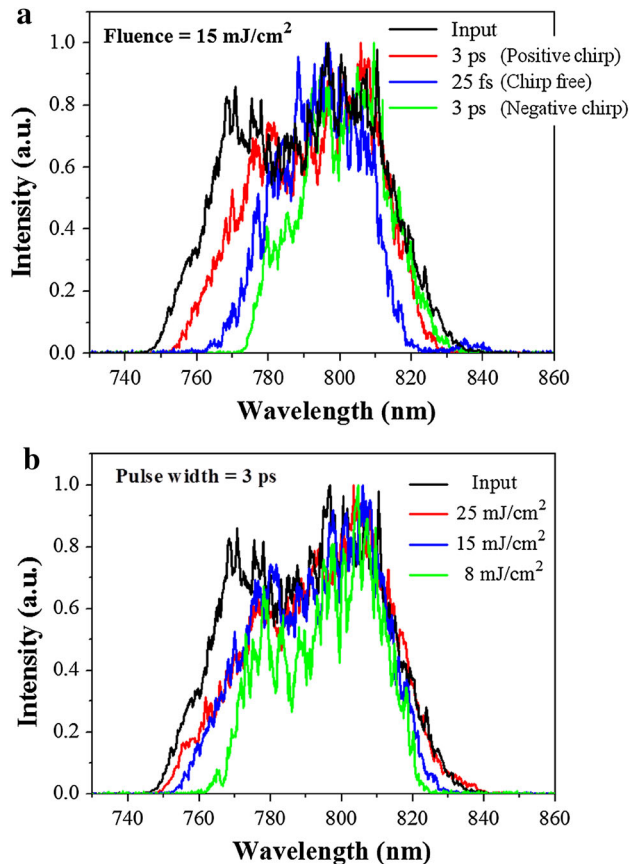 a
Fluence = 15 mJ/cm²
Input
3 ps (Positive chirp)
25 fs (Chirp free)
3 ps (Negative chirp)
Intensity (a.u.)
1.0
0.8
0.6
0.4
0.2
0.0
740 760 780 800 820 840 860
Wavelength (nm)
b
Pulse width = 3 ps
Input
25 mJ/cm²
15 mJ/cm²
8 mJ/cm²
Intensity (a.u.)
1.0
0.8
0.6
0.4
0.2
0.0
740 760 780 800 820 840 860
Wavelength (nm)